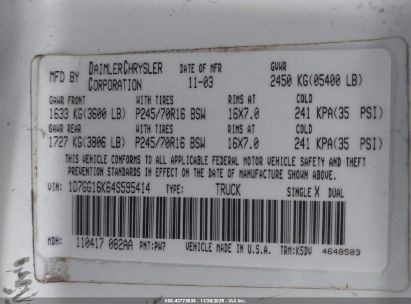 MFD BY DAIMLERCHRYSLER CORPORATION DATE OF MFR 11-03 GVWR 2450 KG(05400 LB)
GAWR FRONT WITH TIRES RIMS AT COLD
1633 KG(3600 LB) P245/70R16 BSW 16X7.0 241 KPA(35 PSI)
GAWR REAR WITH TIRES RIMS AT COLD
1727 KG(3806 LB) P245/70R16 BSW 16X7.0 241 KPA(35 PSI)
THIS VEHICLE CONFORMS TO ALL APPLICABLE FEDERAL MOTOR VEHICLE SAFETY AND THEFT
PREVENTION STANDARDS IN EFFECT ON THE DATE OF MANUFACTURE SHOWN ABOVE.
VIN: 1D7GG16K64S595414 TYPE: TRUCK SINGLE X DUAL
MDH: 110417 082AA PNT: PW7 VEHICLE MADE IN U.S.A. TRM: K5DV 4648503